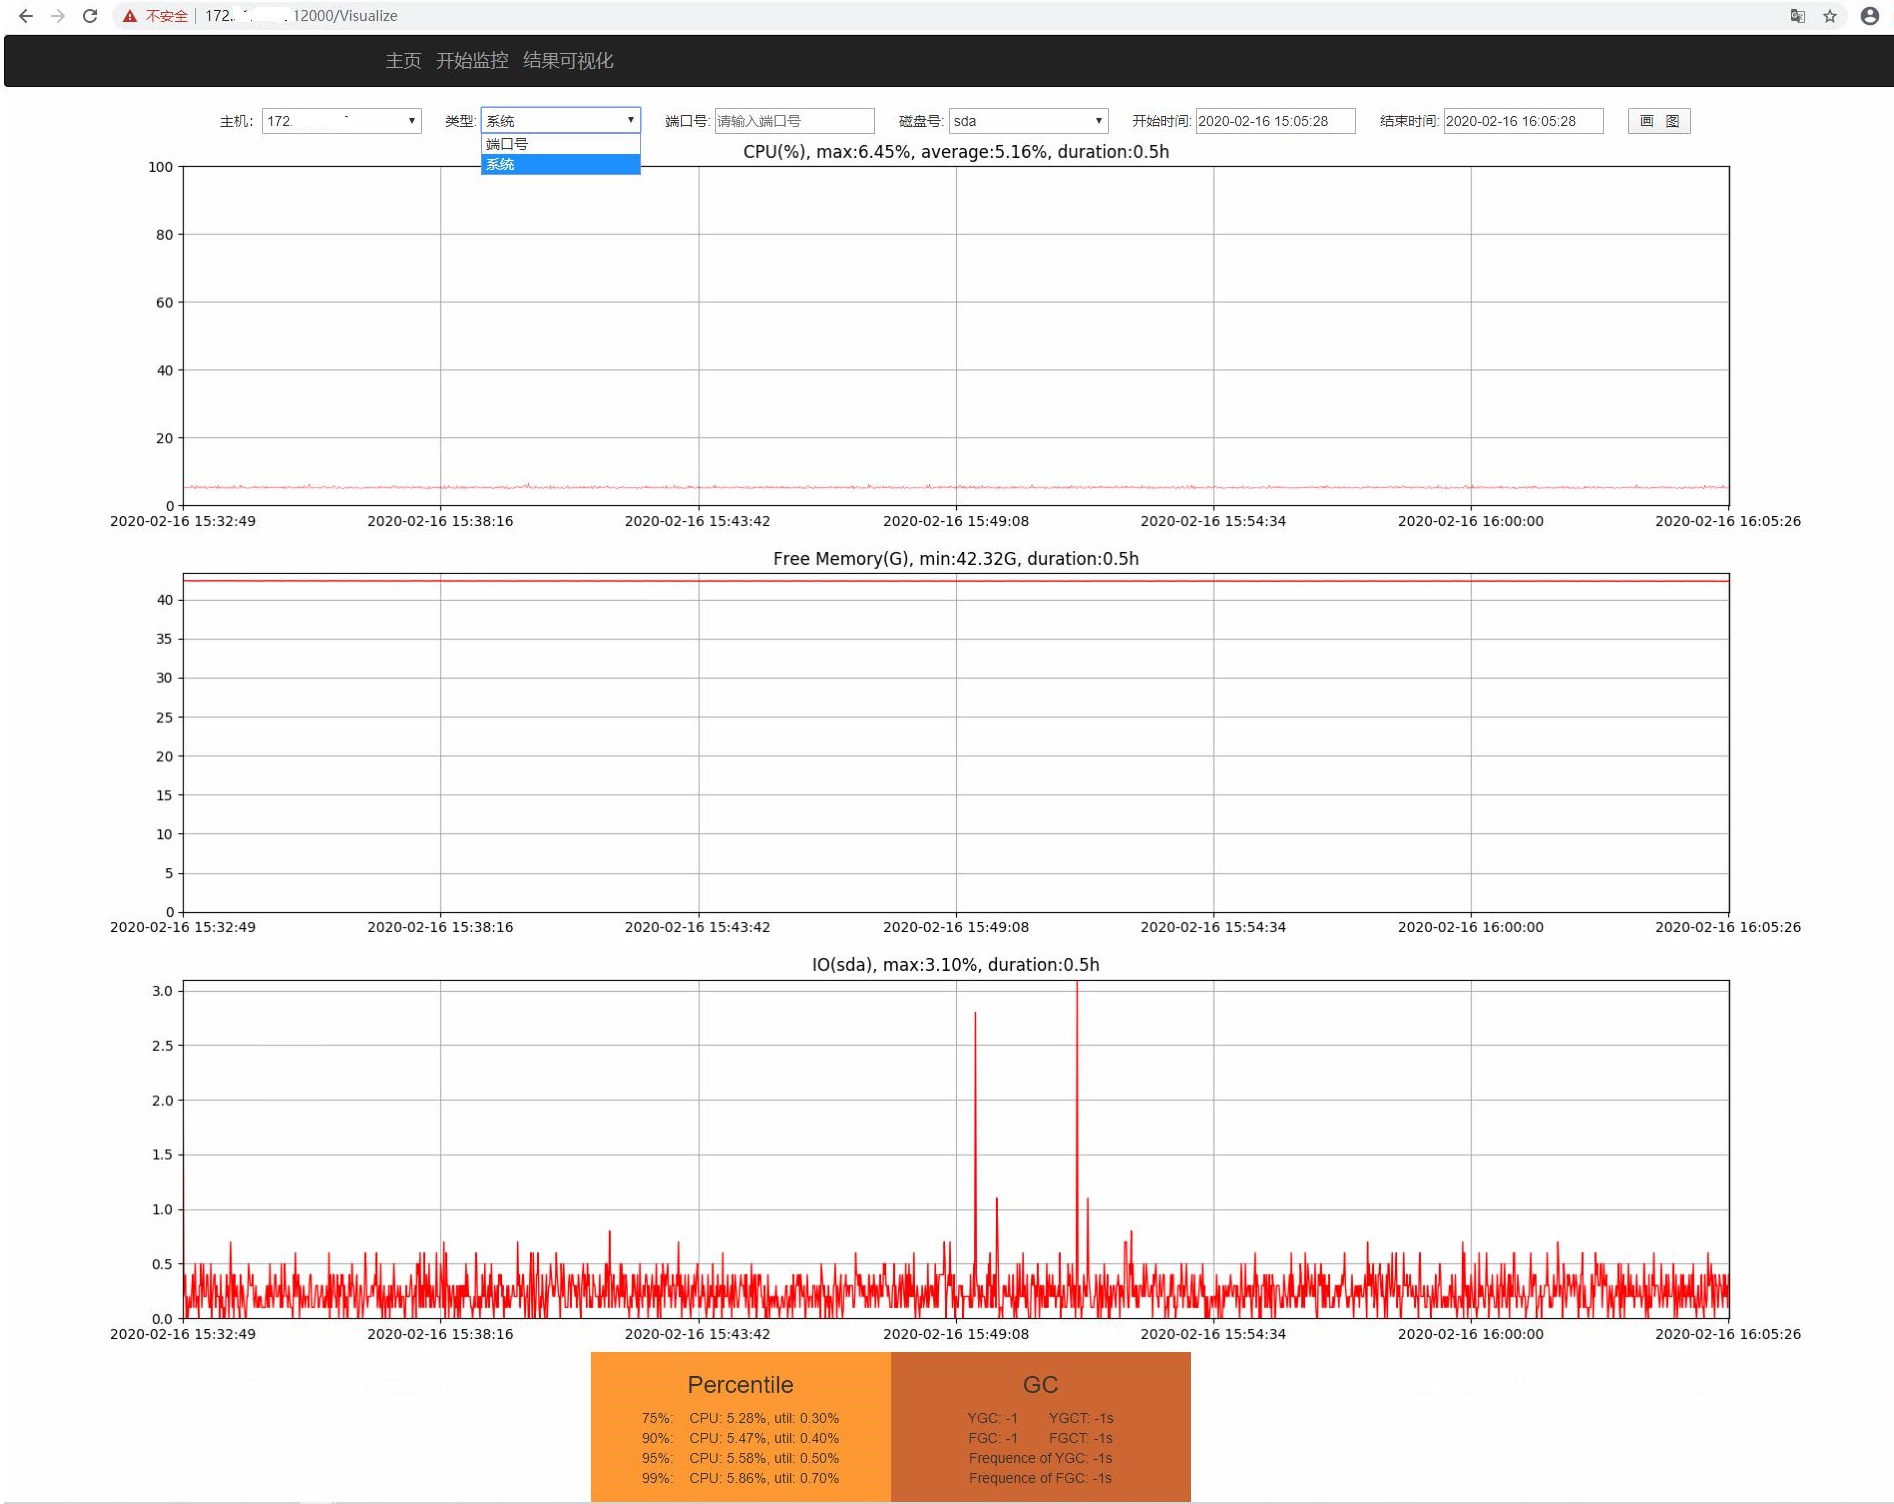 不安全 172. 12000/Visualize
主页 开始监控 结果可视化
主机: 172. 类型: 系统 端口号: 请输入端口号 磁盘号: sda 开始时间: 2020-02-16 15:05:28 结束时间: 2020-02-16 16:05:28 画 图
端口号
系统
CPU(%), max:6.45%, average:5.16%, duration:0.5h
100
80
60
40
20
0
2020-02-16 15:32:49 2020-02-16 15:38:16 2020-02-16 15:43:42 2020-02-16 15:49:08 2020-02-16 15:54:34 2020-02-16 16:00:00 2020-02-16 16:05:26
Free Memory(G), min:42.32G, duration:0.5h
40
35
30
25
20
15
10
5
0
2020-02-16 15:32:49 2020-02-16 15:38:16 2020-02-16 15:43:42 2020-02-16 15:49:08 2020-02-16 15:54:34 2020-02-16 16:00:00 2020-02-16 16:05:26
IO(sda), max:3.10%, duration:0.5h
3.0
2.5
2.0
1.5
1.0
0.5
0.0
2020-02-16 15:32:49 2020-02-16 15:38:16 2020-02-16 15:43:42 2020-02-16 15:49:08 2020-02-16 15:54:34 2020-02-16 16:00:00 2020-02-16 16:05:26
Percentile
75%: CPU: 5.28%, util: 0.30%
90%: CPU: 5.47%, util: 0.40%
95%: CPU: 5.58%, util: 0.50%
99%: CPU: 5.86%, util: 0.70%
GC
YGC: -1 YGCT: -1s
FGC: -1 FGCT: -1s
Frequence of YGC: -1s
Frequence of FGC: -1s